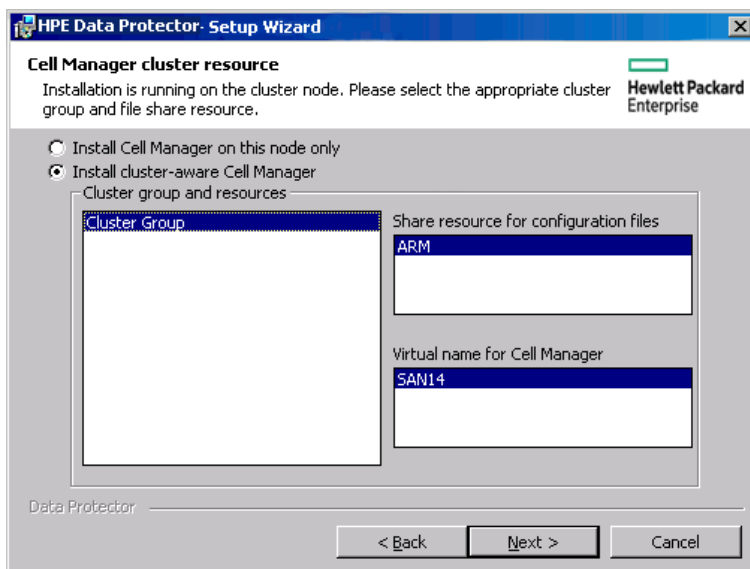 HPE Data Protector- Setup Wizard
Cell Manager cluster resource
Installation is running on the cluster node. Please select the appropriate cluster
group and file share resource.
Hewlett Packard
Enterprise
Install Cell Manager on this node only
Install cluster-aware Cell Manager
Cluster group and resources
Cluster Group
Share resource for configuration files
ARM
Virtual name for Cell Manager
SAN14
Data Protector
< Back
Next >
Cancel